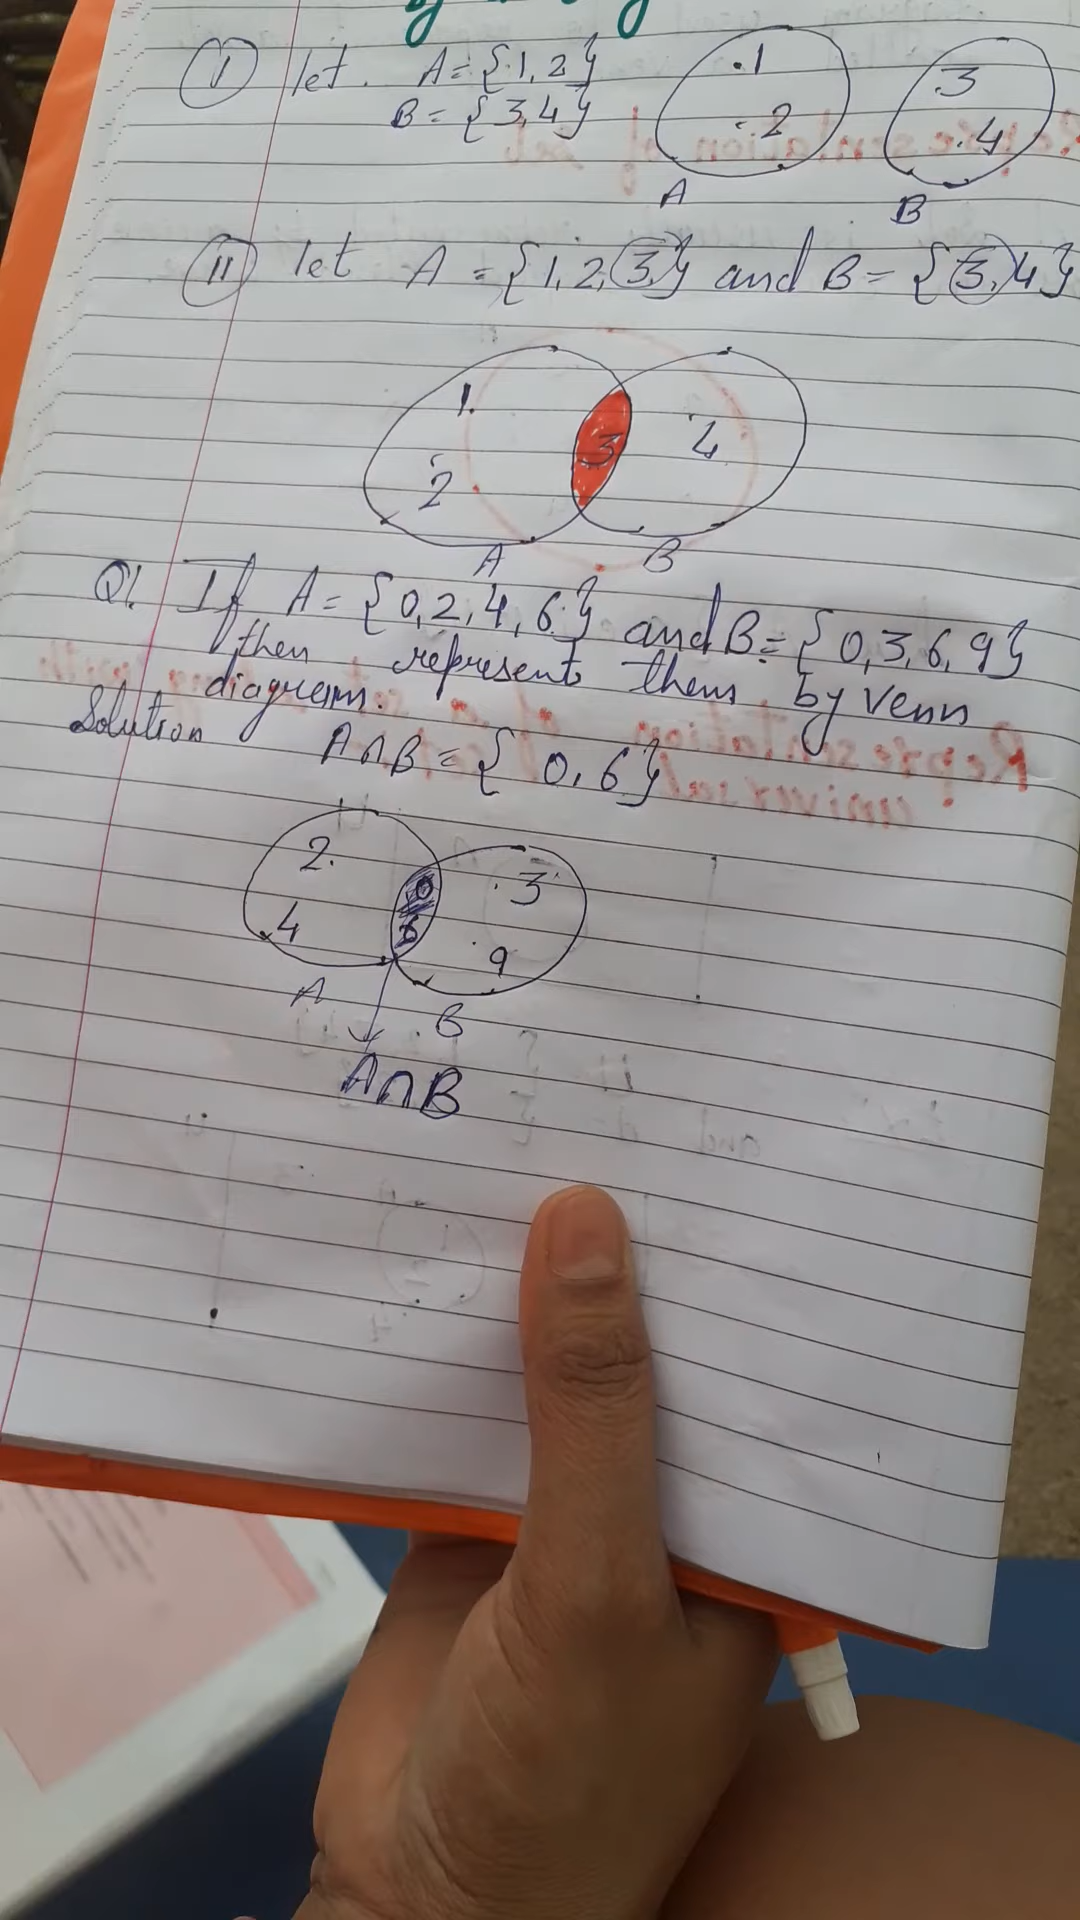 I let. A = {1, 2}
B = {3, 4}
.1
.2
A
.3
.4
B
II let A = {1, 2, 3,} and B = {3, 4}
1.
2
3
4
A
B
Q1. If A = {0, 2, 4, 6} and B = {0, 3, 6, 9}
then represent them by venn
diagrams.
Solution
A∩B = {0, 6}
2.
4
0
6
.3
.9
A
B
A∩B